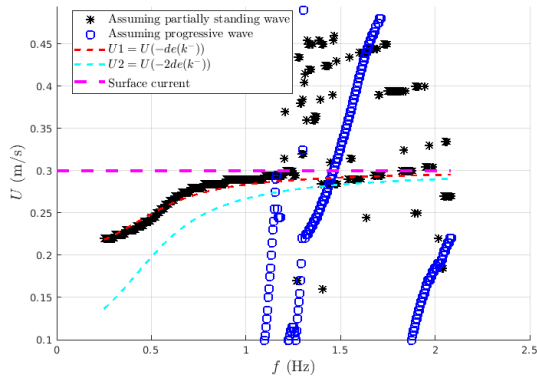 Assuming partially standing wave
Assuming progressive wave
U1 = U(−de(k⁻))
U2 = U(−2de(k⁻))
Surface current
U (m/s)
0.45
0.4
0.35
0.3
0.25
0.2
0.15
0.1
0 0.5 1 1.5 2 2.5
f (Hz)